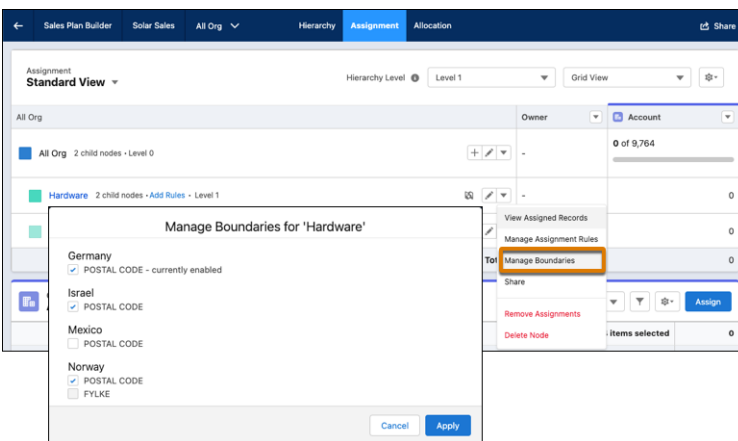 Sales Plan Builder Solar Sales All Org Hierarchy Assignment Allocation Share
Assignment
Standard View
Hierarchy Level Level 1 Grid View
All Org Owner Account
All Org 2 child nodes • Level 0 - 0 of 9,764
Hardware 2 child nodes • Add Rules • Level 1 - 0
0
Tot 0
View Assigned Records
Manage Assignment Rules
Manage Boundaries
Share
Remove Assignments
Delete Node
Assign
items selected 0
Manage Boundaries for 'Hardware'
Germany
POSTAL CODE - currently enabled
Israel
POSTAL CODE
Mexico
POSTAL CODE
Norway
POSTAL CODE
FYLKE
Cancel Apply